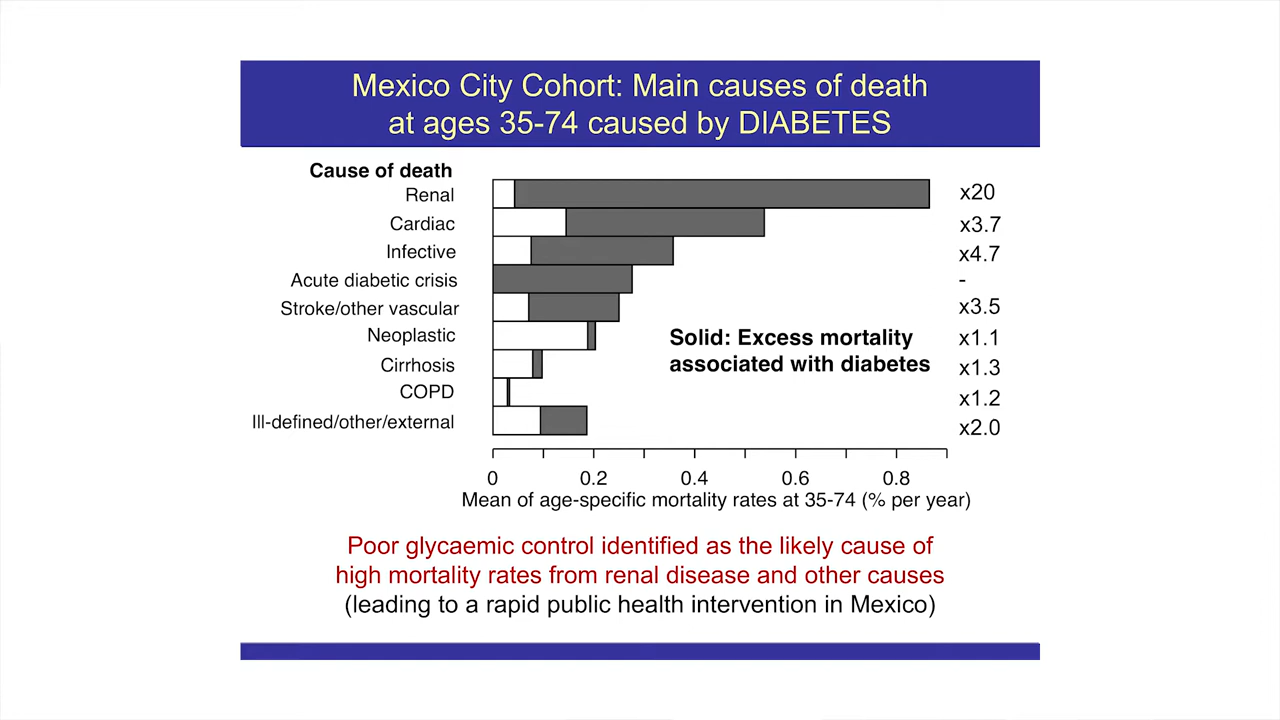 Mexico City Cohort: Main causes of death
at ages 35-74 caused by DIABETES
Cause of death
Renal x20
Cardiac x3.7
Infective x4.7
Acute diabetic crisis -
Stroke/other vascular x3.5
Neoplastic x1.1
Cirrhosis x1.3
COPD x1.2
Ill-defined/other/external x2.0
Solid: Excess mortality
associated with diabetes
0 0.2 0.4 0.6 0.8
Mean of age-specific mortality rates at 35-74 (% per year)
Poor glycaemic control identified as the likely cause of
high mortality rates from renal disease and other causes
(leading to a rapid public health intervention in Mexico)